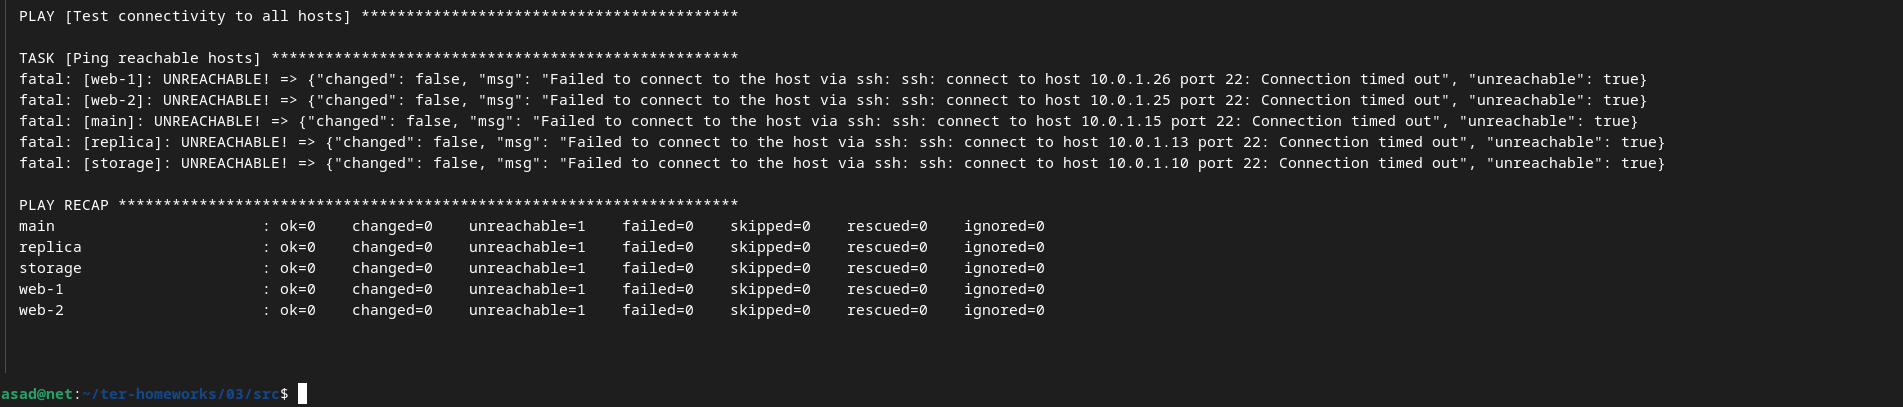 PLAY [Test connectivity to all hosts] ******************************************
TASK [Ping reachable hosts] ****************************************************
fatal: [web-1]: UNREACHABLE! => {"changed": false, "msg": "Failed to connect to the host via ssh: ssh: connect to host 10.0.1.26 port 22: Connection timed out", "unreachable": true}
fatal: [web-2]: UNREACHABLE! => {"changed": false, "msg": "Failed to connect to the host via ssh: ssh: connect to host 10.0.1.25 port 22: Connection timed out", "unreachable": true}
fatal: [main]: UNREACHABLE! => {"changed": false, "msg": "Failed to connect to the host via ssh: ssh: connect to host 10.0.1.15 port 22: Connection timed out", "unreachable": true}
fatal: [replica]: UNREACHABLE! => {"changed": false, "msg": "Failed to connect to the host via ssh: ssh: connect to host 10.0.1.13 port 22: Connection timed out", "unreachable": true}
fatal: [storage]: UNREACHABLE! => {"changed": false, "msg": "Failed to connect to the host via ssh: ssh: connect to host 10.0.1.10 port 22: Connection timed out", "unreachable": true}
PLAY RECAP *********************************************************************
main                       : ok=0    changed=0    unreachable=1    failed=0    skipped=0    rescued=0    ignored=0
replica                    : ok=0    changed=0    unreachable=1    failed=0    skipped=0    rescued=0    ignored=0
storage                    : ok=0    changed=0    unreachable=1    failed=0    skipped=0    rescued=0    ignored=0
web-1                      : ok=0    changed=0    unreachable=1    failed=0    skipped=0    rescued=0    ignored=0
web-2                      : ok=0    changed=0    unreachable=1    failed=0    skipped=0    rescued=0    ignored=0
asad@net:~/ter-homeworks/03/src$